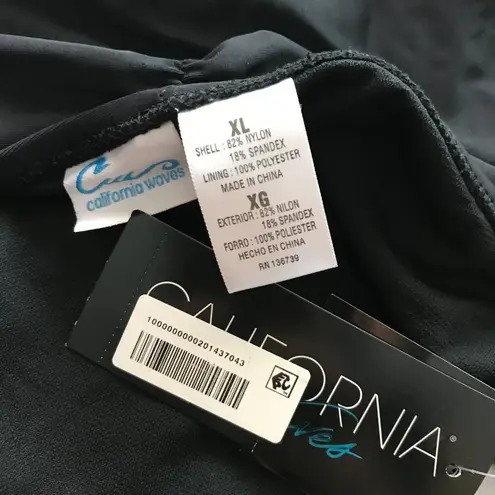 california waves
XL
SHELL : 82% NYLON
18% SPANDEX
LINING : 100% POLYESTER
MADE IN CHINA
XG
EXTERIOR : 82% NILON
18% SPANDEX
FORRO : 100% POLIESTER
HECHO EN CHINA
RN 136739
1000000000201437043
CALIFORNIA®